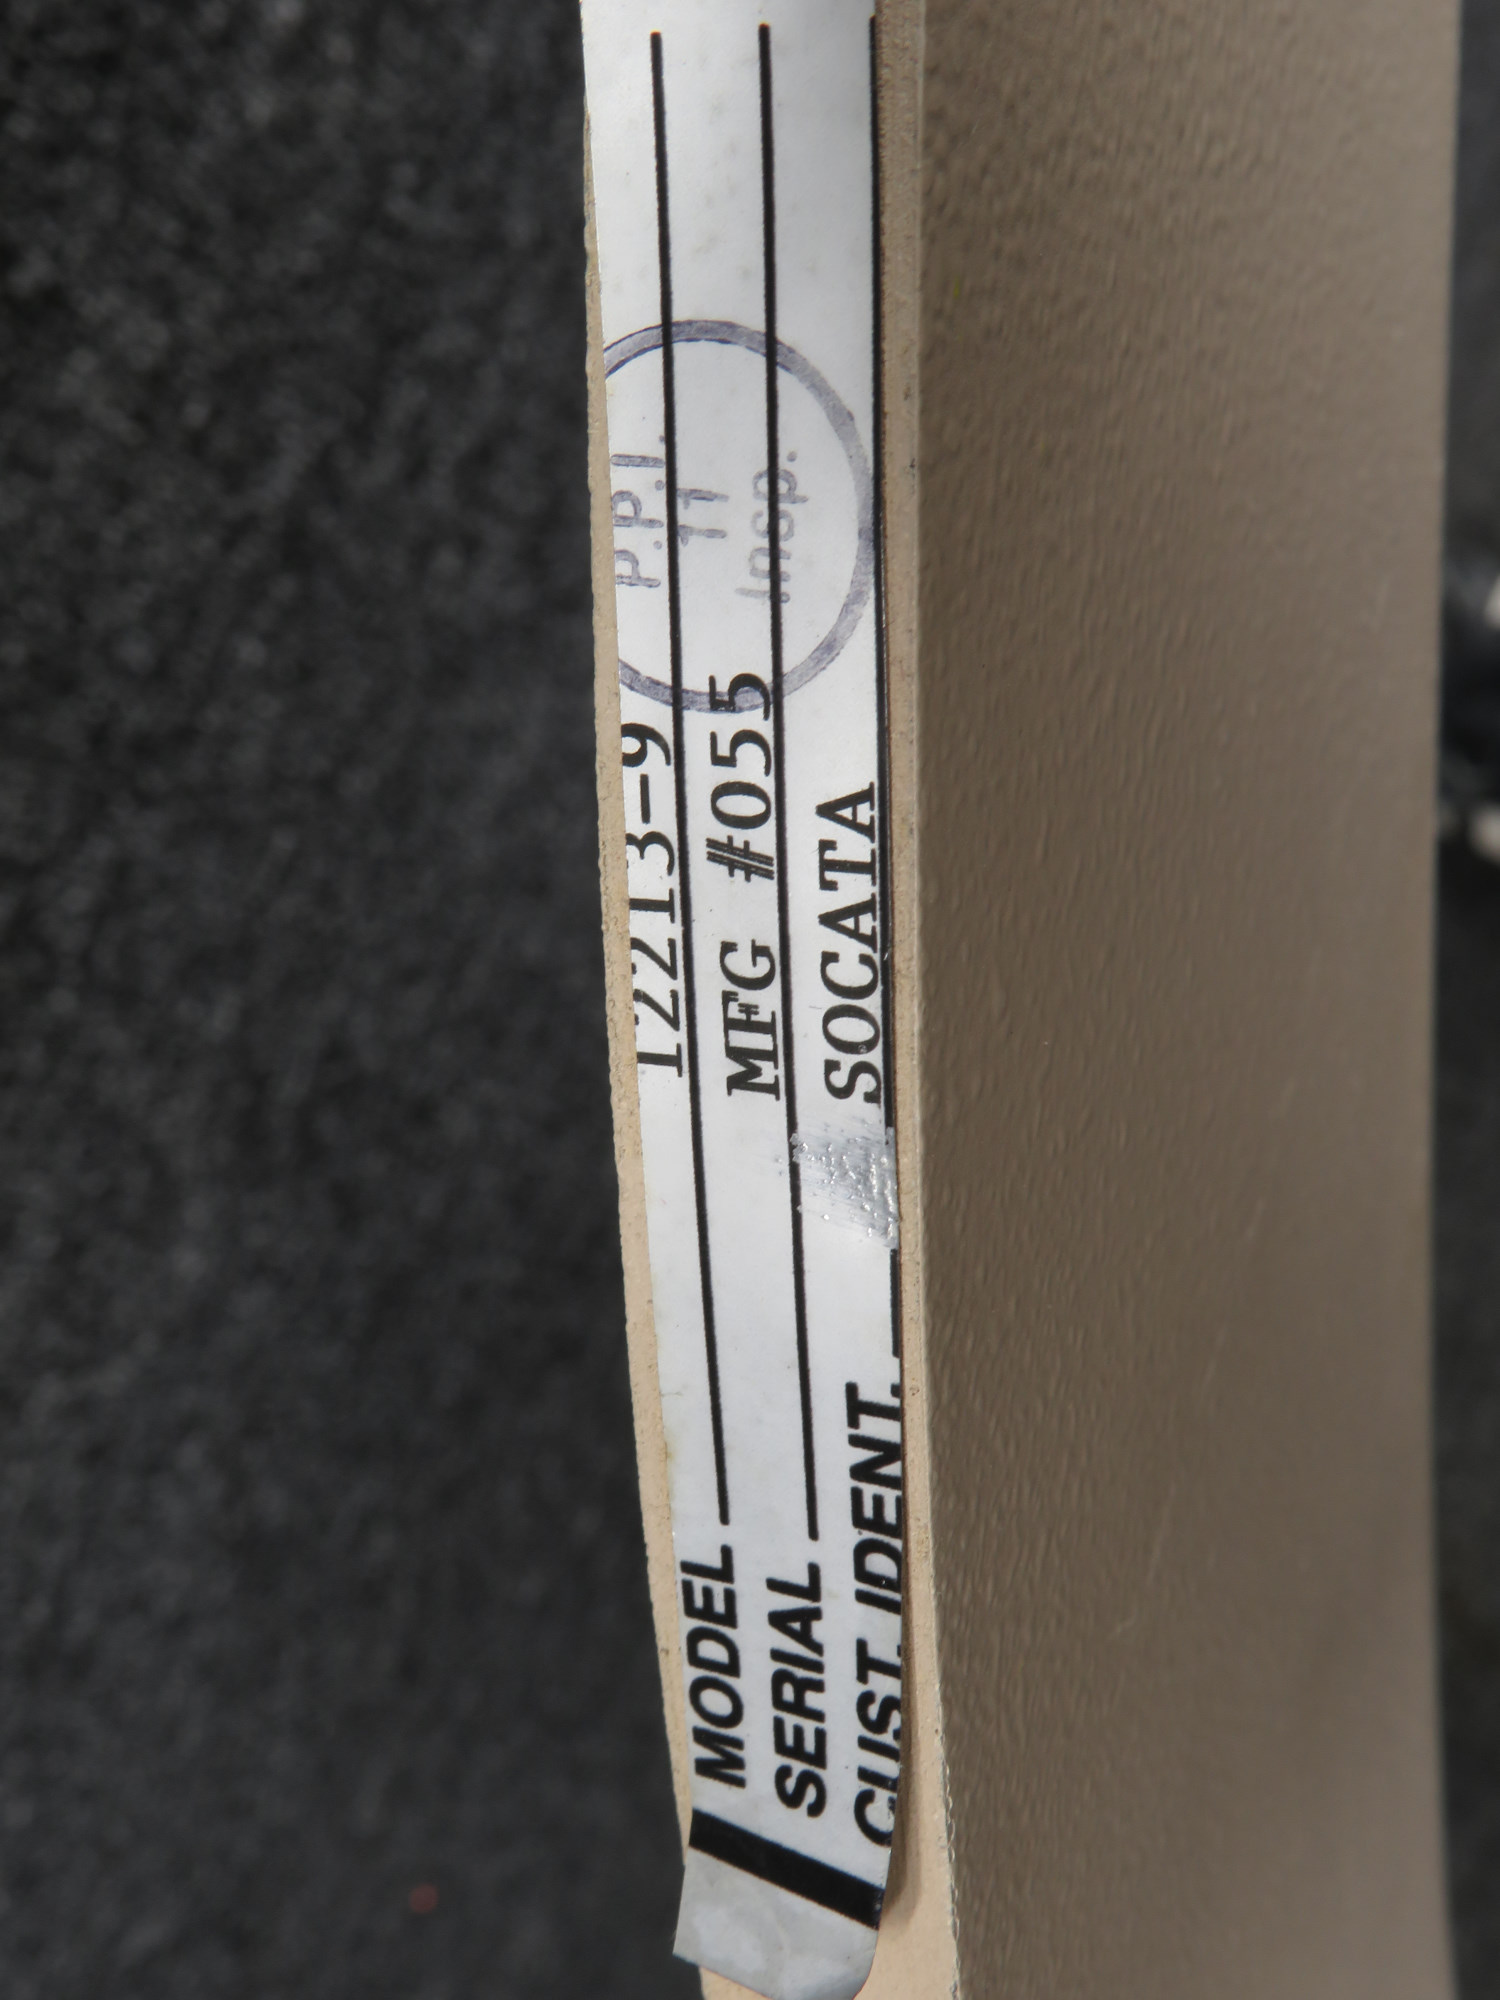 MODEL 12213-9
SERIAL MFG #055
CUST. IDENT. SOCATA
P.P.I.
11
Insp.